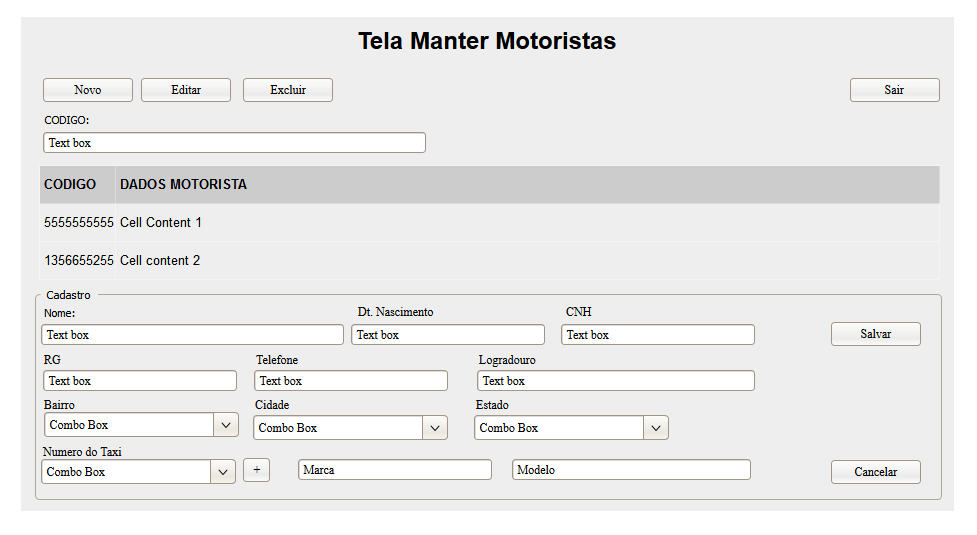 Tela Manter Motoristas
Novo Editar Excluir Sair
CODIGO:
Text box
CODIGO DADOS MOTORISTA
5555555555 Cell Content 1
1356655255 Cell content 2
Cadastro
Nome: Dt. Nascimento CNH
Text box Text box Text box Salvar
RG Telefone Logradouro
Text box Text box Text box
Bairro Cidade Estado
Combo Box Combo Box Combo Box
Numero do Taxi
Combo Box + Marca Modelo Cancelar